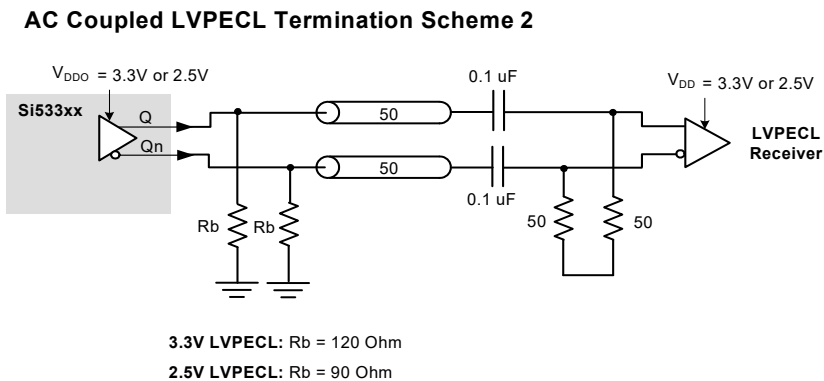 AC Coupled LVPECL Termination Scheme 2
VDDO = 3.3V or 2.5V
0.1 uF
VDD = 3.3V or 2.5V
Si533xx
Q
50
LVPECL
Receiver
Qn
50
0.1 uF
Rb
Rb
50
50
3.3V LVPECL: Rb = 120 Ohm
2.5V LVPECL: Rb = 90 Ohm